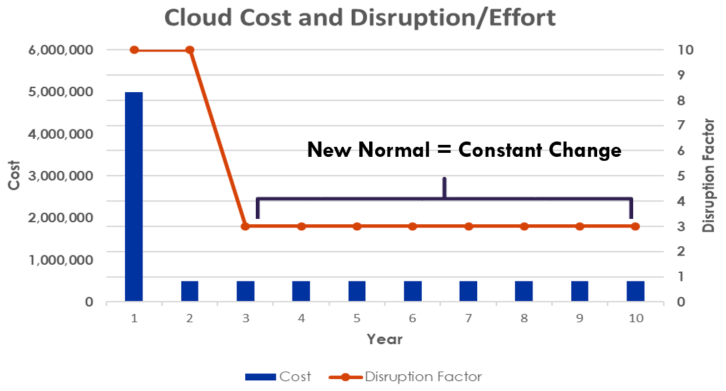 Cloud Cost and Disruption/Effort
6,000,000
5,000,000
4,000,000
3,000,000
2,000,000
1,000,000
0
Cost
New Normal = Constant Change
10
9
8
7
6
5
4
3
2
1
0
Disruption Factor
1 2 3 4 5 6 7 8 9 10
Year
Cost Disruption Factor